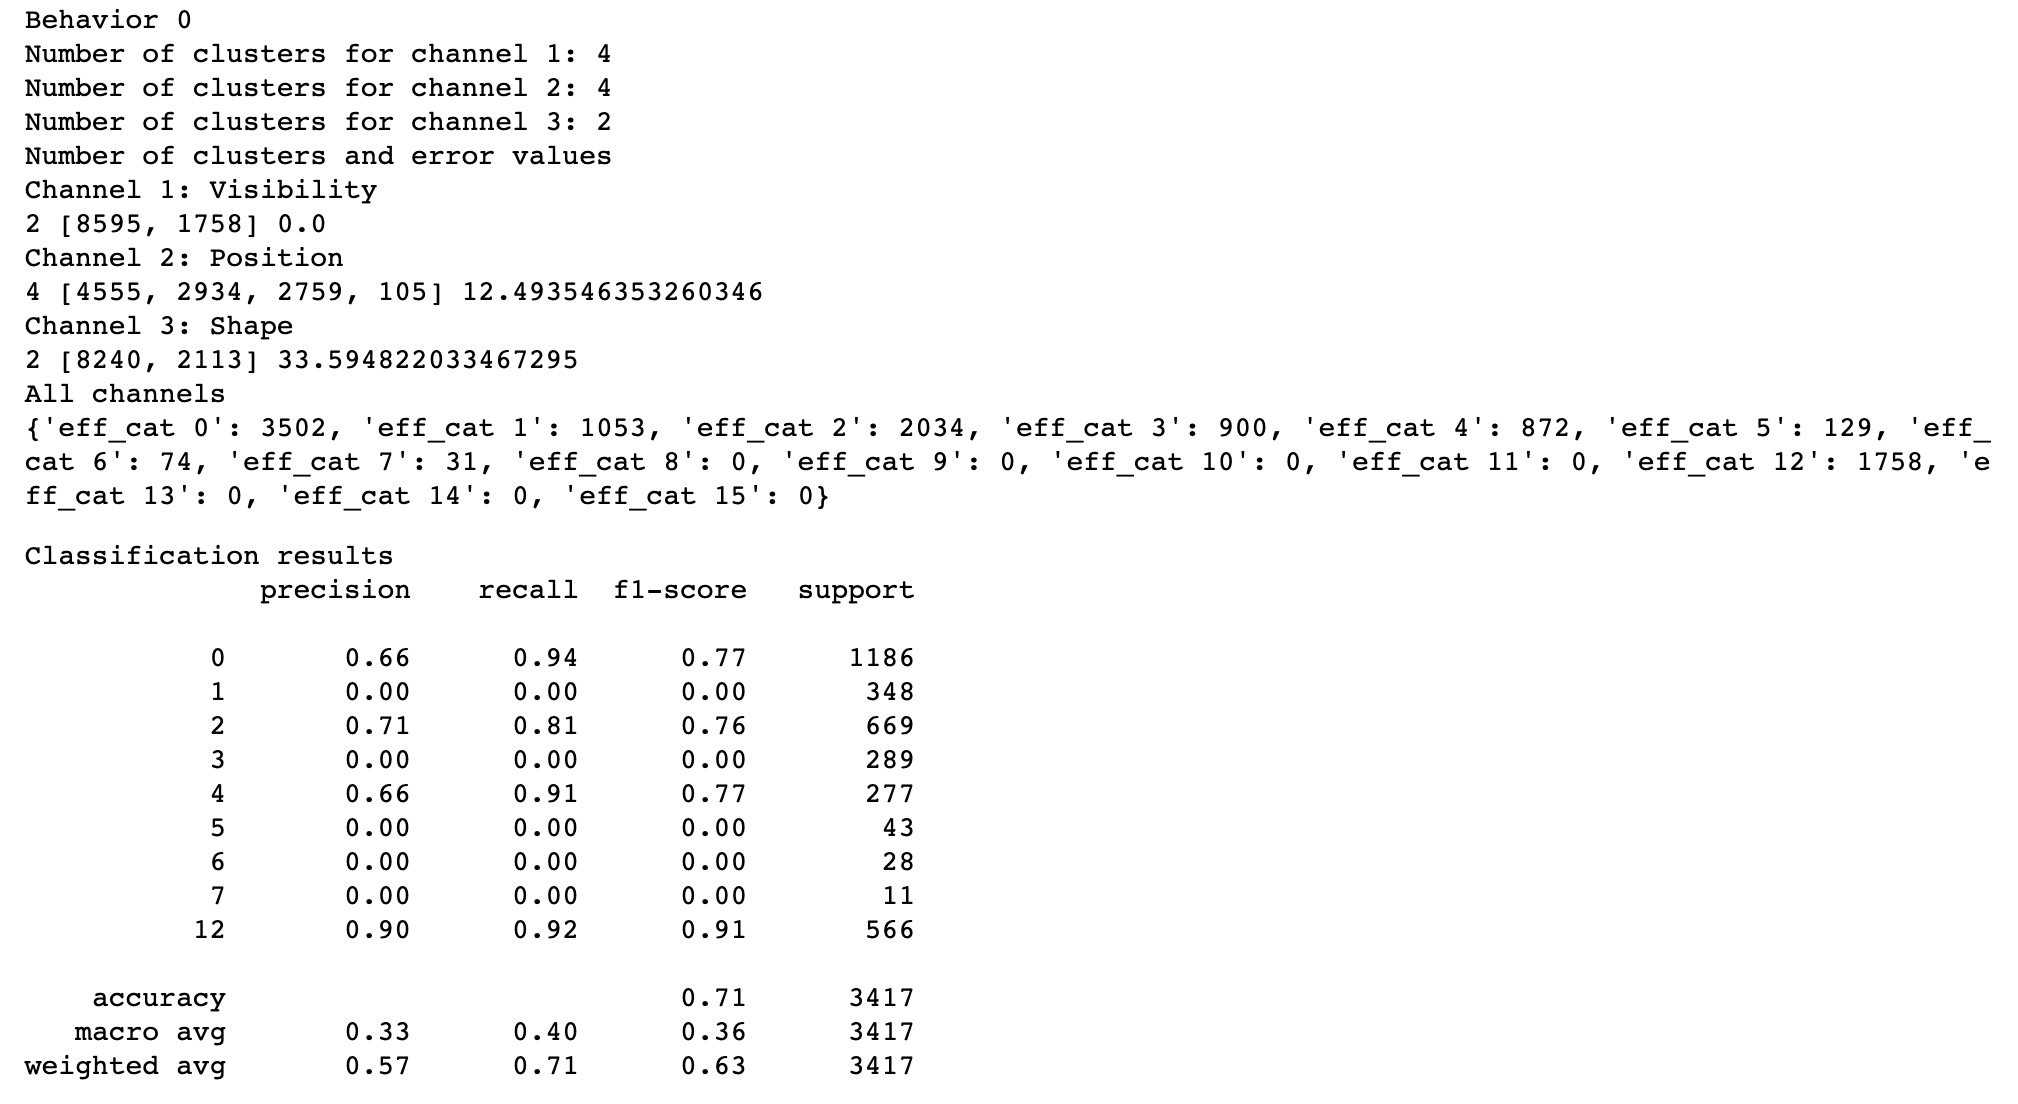 Behavior 0
Number of clusters for channel 1: 4
Number of clusters for channel 2: 4
Number of clusters for channel 3: 2
Number of clusters and error values
Channel 1: Visibility
2 [8595, 1758] 0.0
Channel 2: Position
4 [4555, 2934, 2759, 105] 12.493546353260346
Channel 3: Shape
2 [8240, 2113] 33.594822033467295
All channels
{'eff_cat 0': 3502, 'eff_cat 1': 1053, 'eff_cat 2': 2034, 'eff_cat 3': 900, 'eff_cat 4': 872, 'eff_cat 5': 129, 'eff_
cat 6': 74, 'eff_cat 7': 31, 'eff_cat 8': 0, 'eff_cat 9': 0, 'eff_cat 10': 0, 'eff_cat 11': 0, 'eff_cat 12': 1758, 'e
ff_cat 13': 0, 'eff_cat 14': 0, 'eff_cat 15': 0}
Classification results
precision recall f1-score support
0 0.66 0.94 0.77 1186
1 0.00 0.00 0.00 348
2 0.71 0.81 0.76 669
3 0.00 0.00 0.00 289
4 0.66 0.91 0.77 277
5 0.00 0.00 0.00 43
6 0.00 0.00 0.00 28
7 0.00 0.00 0.00 11
12 0.90 0.92 0.91 566
accuracy 0.71 3417
macro avg 0.33 0.40 0.36 3417
weighted avg 0.57 0.71 0.63 3417